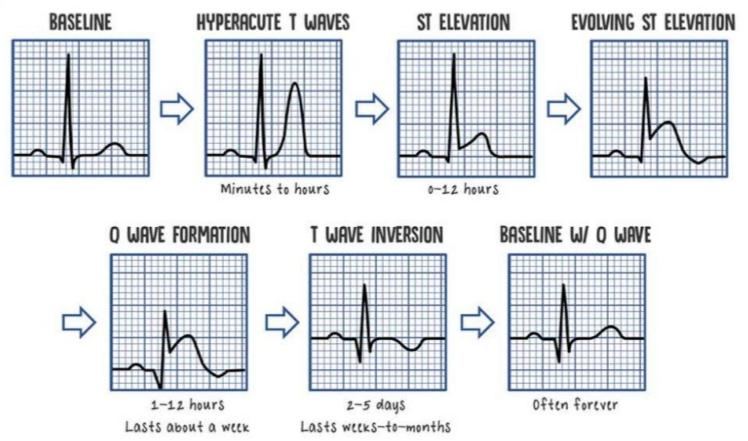 BASELINE
HYPERACUTE T WAVES
ST ELEVATION
EVOLVING ST ELEVATION
Minutes to hours
0-12 hours
Q WAVE FORMATION
T WAVE INVERSION
BASELINE W/ Q WAVE
1-12 hours
Lasts about a week
2-5 days
Lasts weeks-to-months
Often forever